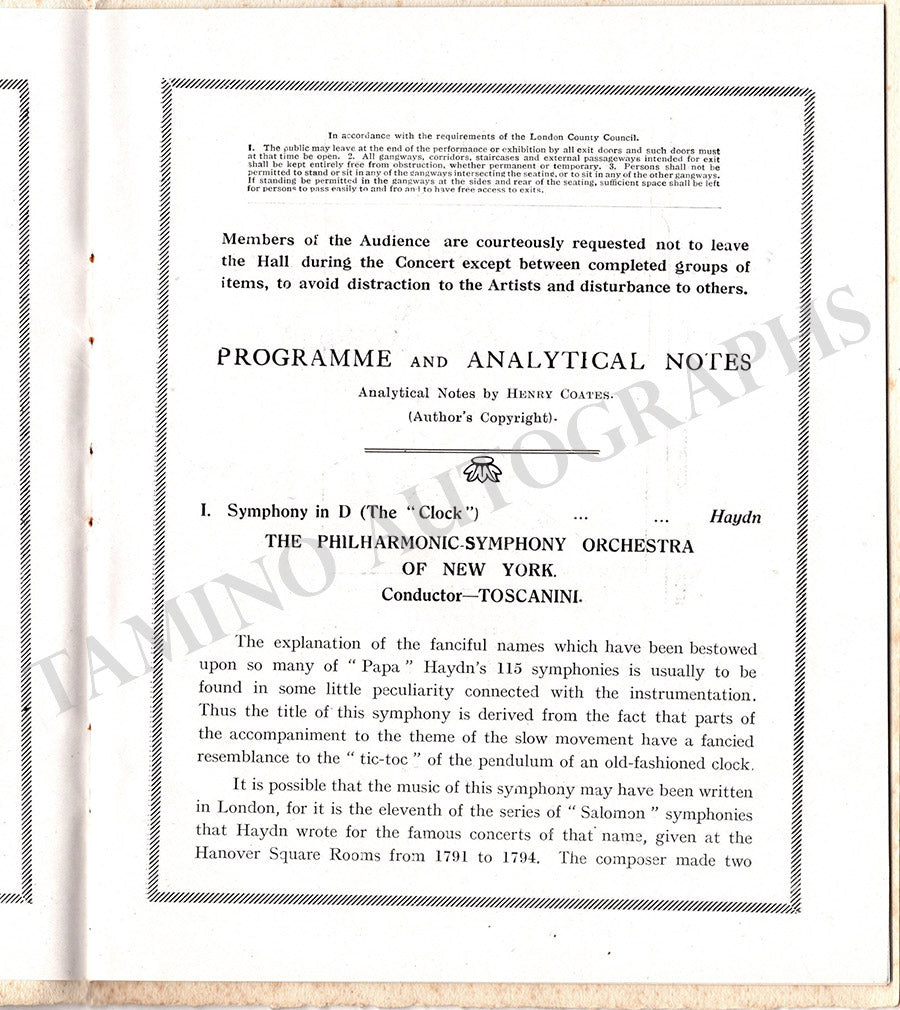 In accordance with the requirements of the London County Council.
1. The public may leave at the end of the performance or exhibition by all exit doors and such doors must
at that time be open. 2. All gangways, corridors, staircases and external passageways intended for exit
shall be kept entirely free from obstruction, whether permanent or temporary. 3. Persons shall not be
permitted to stand or sit in any of the gangways intersecting the seating, or to sit in any of the other gangways.
If standing be permitted in the gangways at the sides and rear of the seating, sufficient space shall be left
for persons to pass easily to and fro and to have free access to exits.
Members of the Audience are courteously requested not to leave
the Hall during the Concert except between completed groups of
items, to avoid distraction to the Artists and disturbance to others.
PROGRAMME AND ANALYTICAL NOTES
Analytical Notes by HENRY COATES.
(Author's Copyright).
I. Symphony in D (The "Clock") ... ... Haydn
THE PHILHARMONIC-SYMPHONY ORCHESTRA
OF NEW YORK.
Conductor—TOSCANINI.
The explanation of the fanciful names which have been bestowed
upon so many of "Papa" Haydn's 115 symphonies is usually to be
found in some little peculiarity connected with the instrumentation.
Thus the title of this symphony is derived from the fact that parts of
the accompaniment to the theme of the slow movement have a fancied
resemblance to the "tic-toc" of the pendulum of an old-fashioned clock.
It is possible that the music of this symphony may have been written
in London, for it is the eleventh of the series of "Salomon" symphonies
that Haydn wrote for the famous concerts of that name, given at the
Hanover Square Rooms from 1791 to 1794. The composer made two
TAMINO AUTOGRAPHS